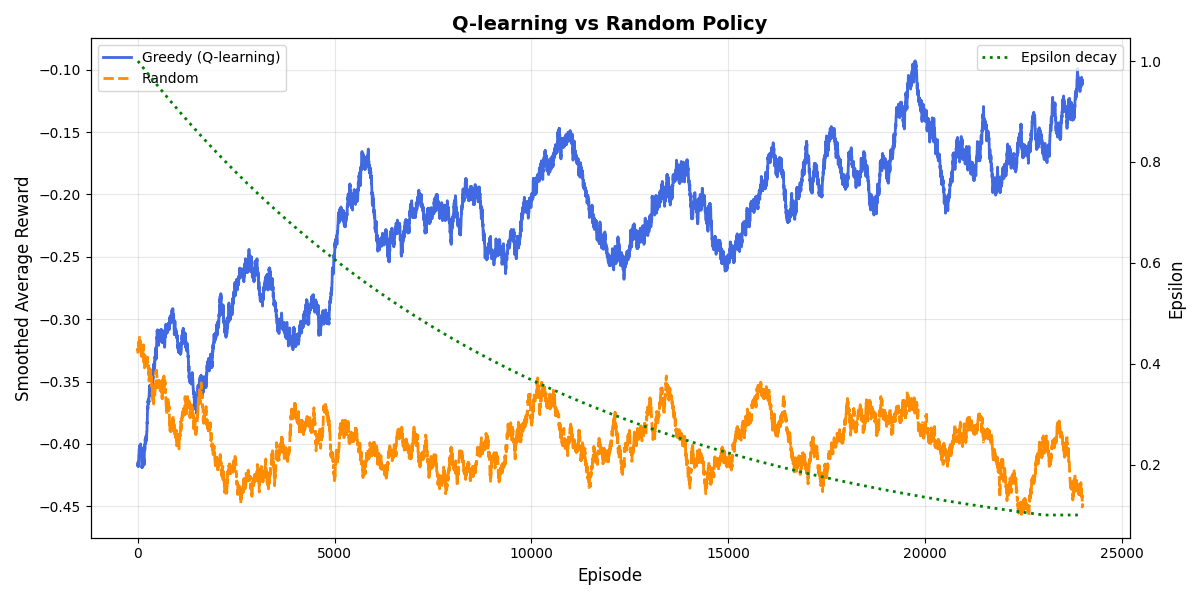 Q-learning vs Random Policy
Greedy (Q-learning)
Random
Epsilon decay
Smoothed Average Reward
−0.10
−0.15
−0.20
−0.25
−0.30
−0.35
−0.40
−0.45
1.0
0.8
0.6
0.4
0.2
Epsilon
0 5000 10000 15000 20000 25000
Episode